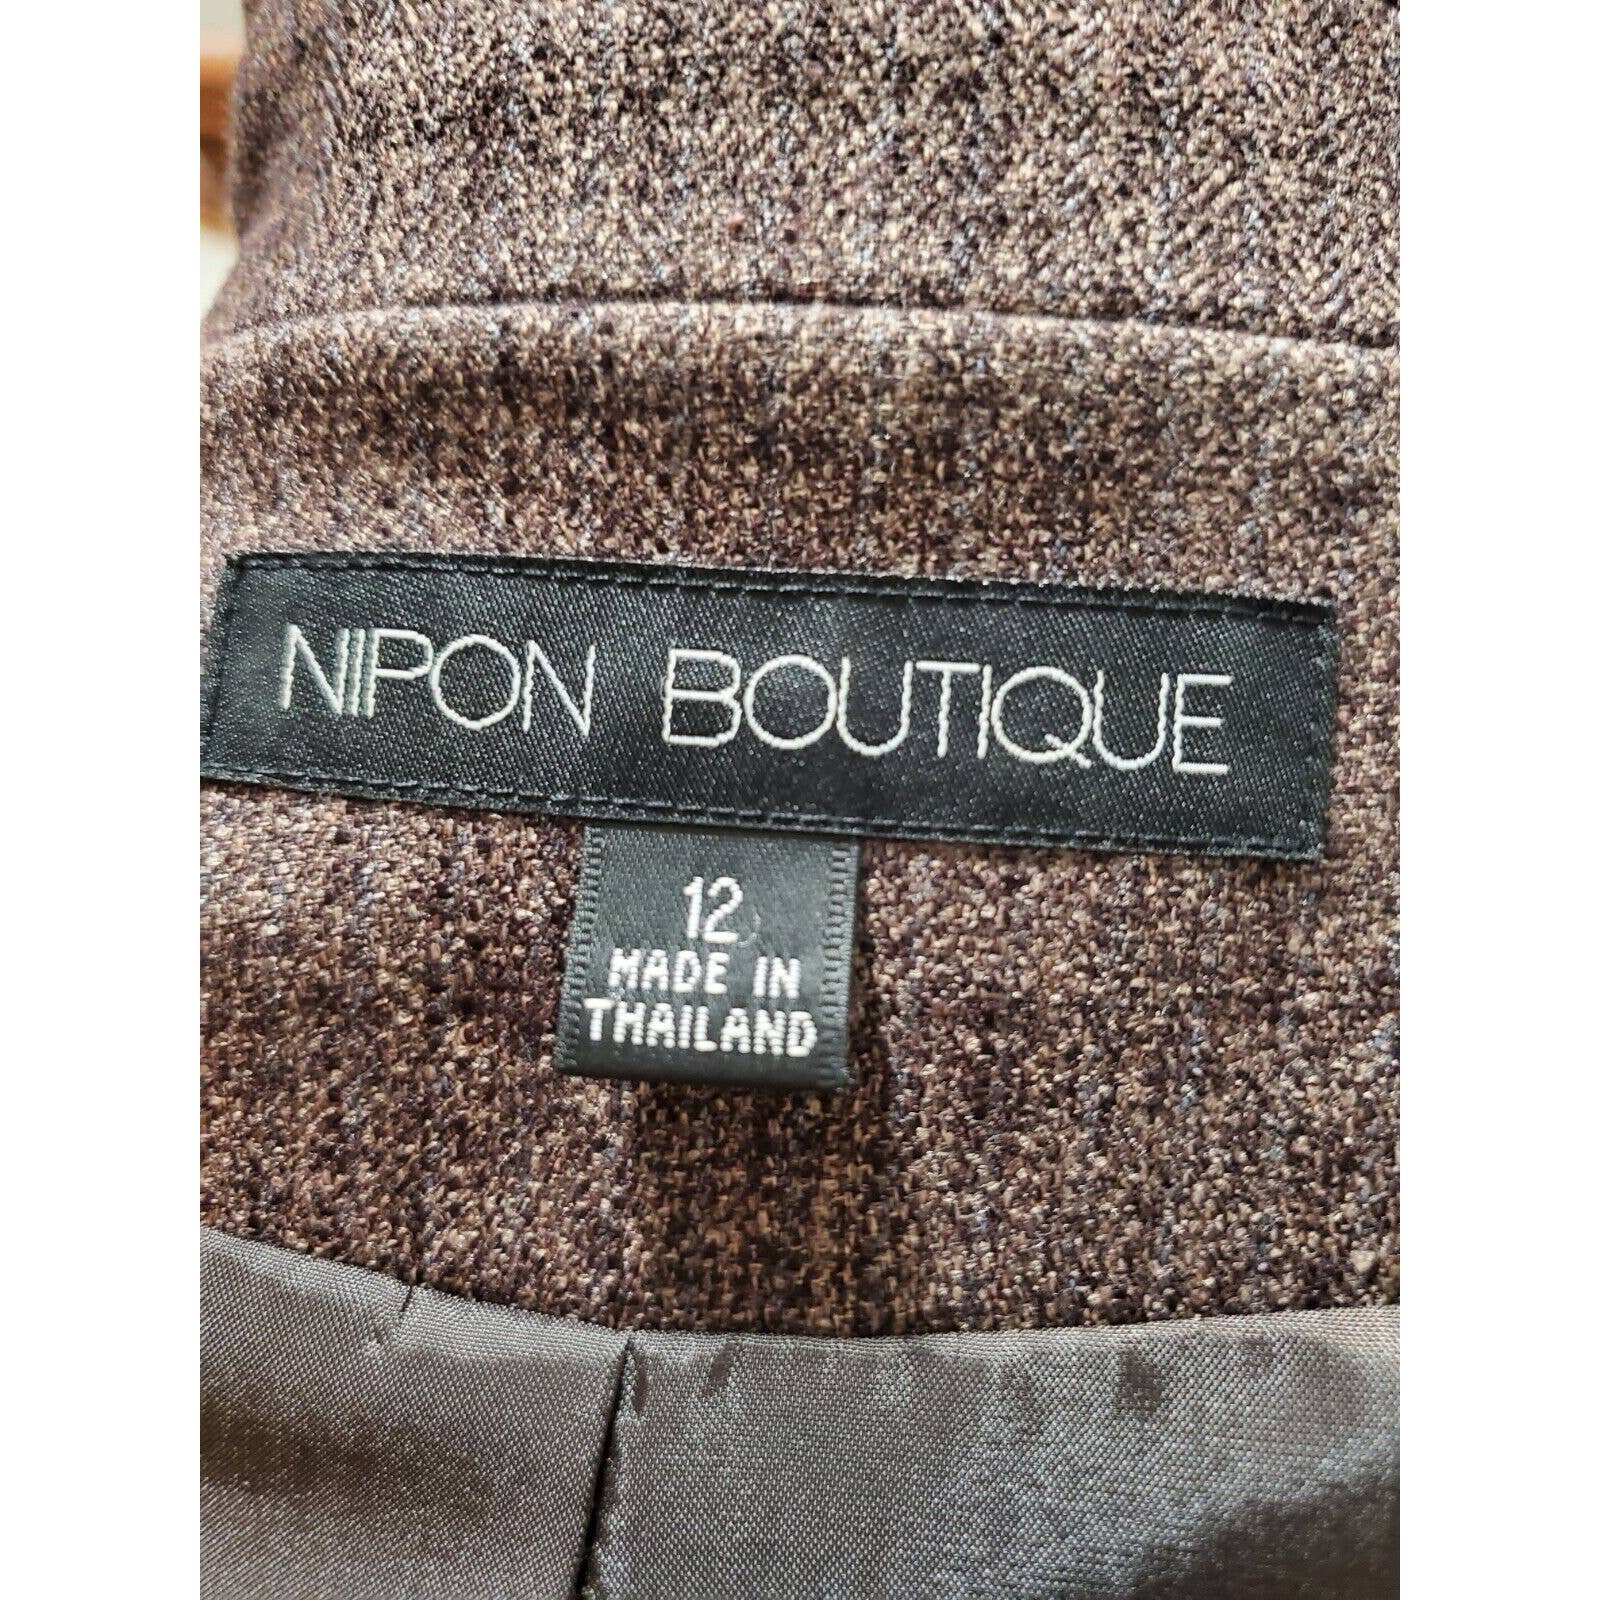 NIPON BOUTIQUE
12
MADE IN
THAILAND